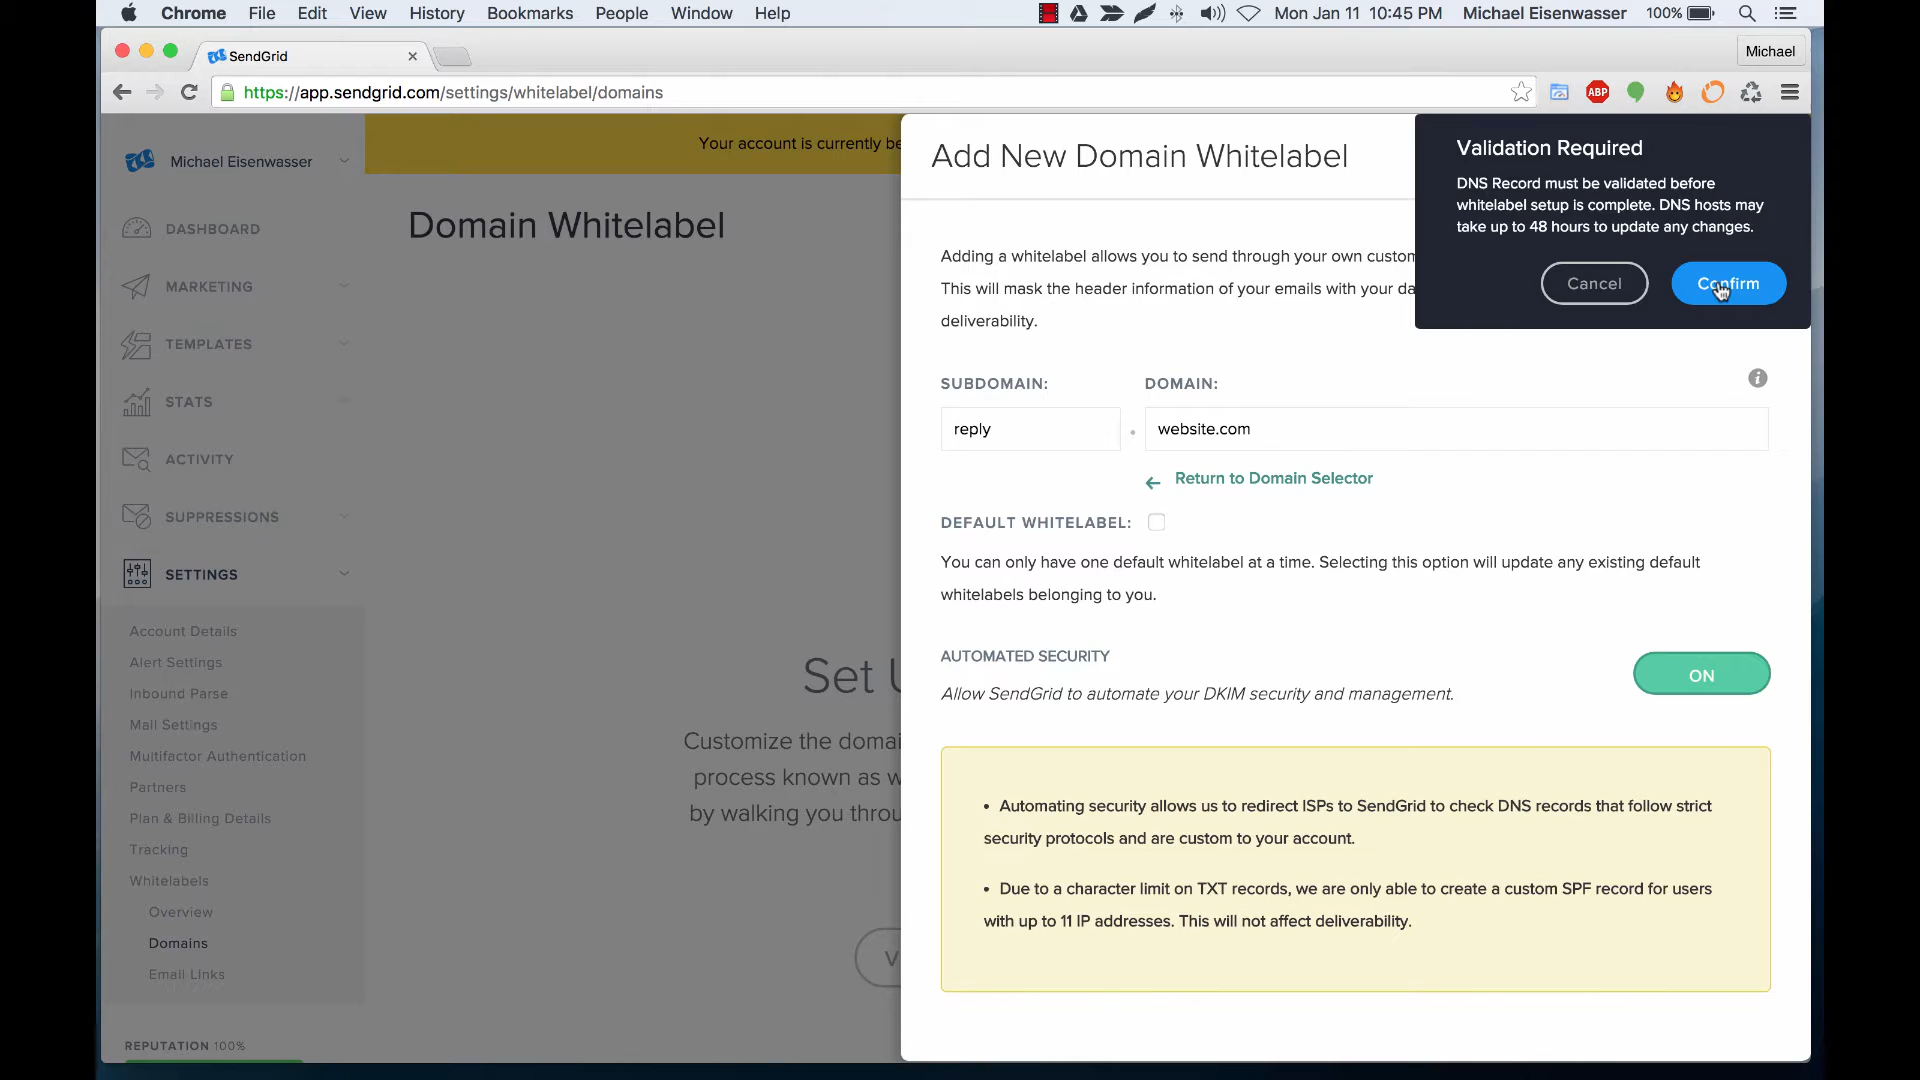 Chrome File Edit View History Bookmarks People Window Help Mon Jan 11 10:45 PM Michael Eisenwasser 100%
SendGrid
Michael
https://app.sendgrid.com/settings/whitelabel/domains
ABP
Michael Eisenwasser
DASHBOARD
MARKETING
TEMPLATES
STATS
ACTIVITY
SUPPRESSIONS
SETTINGS
Account Details
Alert Settings
Inbound Parse
Mail Settings
Multifactor Authentication
Partners
Plan & Billing Details
Tracking
Whitelabels
Overview
Domains
Email Links
REPUTATION 100%
Your account is currently be
Domain Whitelabel
Set U
Customize the domai
process known as w
by walking you throu
V
Add New Domain Whitelabel
Adding a whitelabel allows you to send through your own custom
This will mask the header information of your emails with your da
deliverability.
SUBDOMAIN: DOMAIN:
reply . website.com
Return to Domain Selector
DEFAULT WHITELABEL:
You can only have one default whitelabel at a time. Selecting this option will update any existing default
whitelabels belonging to you.
AUTOMATED SECURITY
Allow SendGrid to automate your DKIM security and management.
ON
• Automating security allows us to redirect ISPs to SendGrid to check DNS records that follow strict
security protocols and are custom to your account.
• Due to a character limit on TXT records, we are only able to create a custom SPF record for users
with up to 11 IP addresses. This will not affect deliverability.
Validation Required
DNS Record must be validated before
whitelabel setup is complete. DNS hosts may
take up to 48 hours to update any changes.
Cancel Confirm